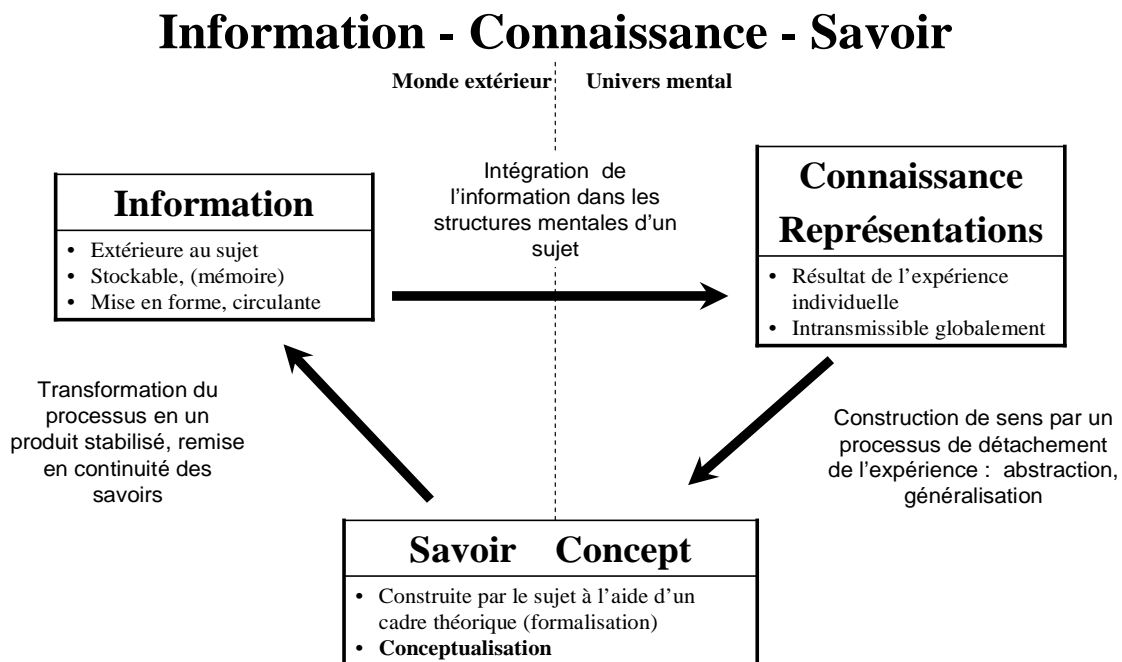 Information - Connaissance - Savoir
Monde extérieur
Univers mental
Information
• Extérieure au sujet
• Stockable, (mémoire)
• Mise en forme, circulante
Intégration de
l’information dans les
structures mentales d’un
sujet
Connaissance
Représentations
• Résultat de l’expérience
individuelle
• Intransmissible globalement
Transformation du
processus en un
produit stabilisé, remise
en continuité des
savoirs
Construction de sens par un
processus de détachement
de l’expérience : abstraction,
généralisation
Savoir Concept
• Construite par le sujet à l’aide d’un
cadre théorique (formalisation)
• Conceptualisation